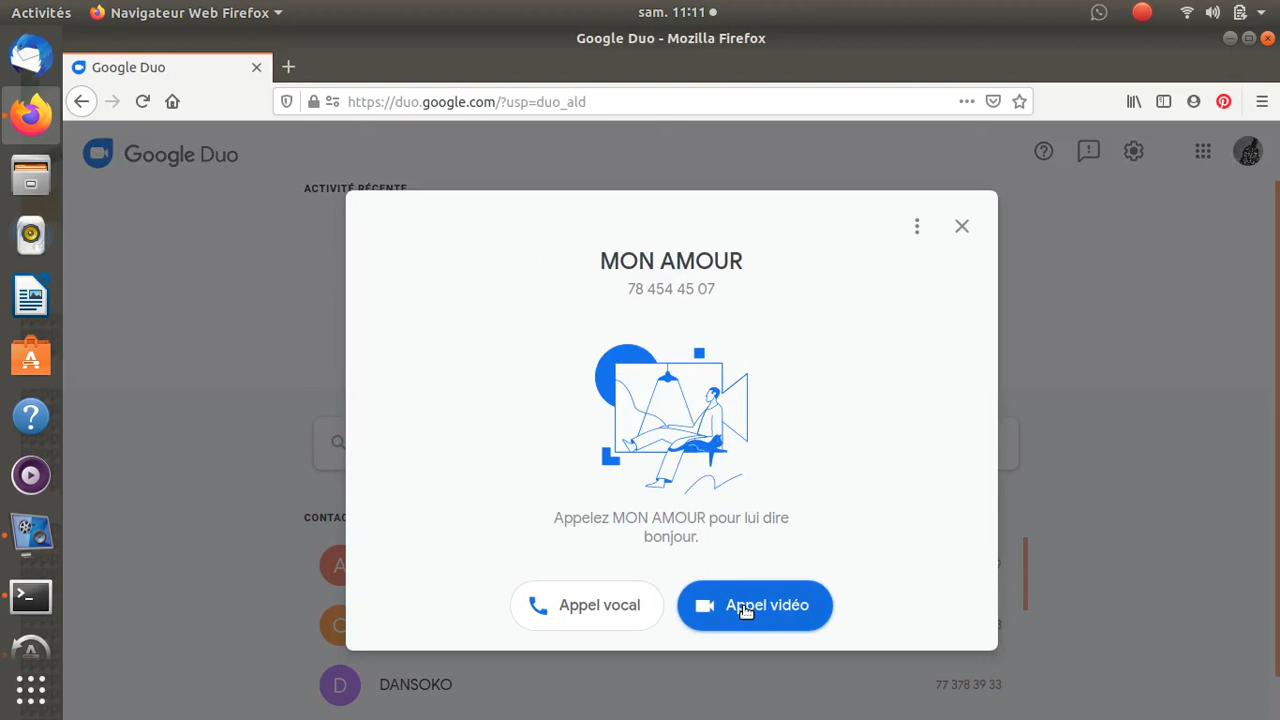 Activités
Navigateur Web Firefox
sam. 11:11
Google Duo - Mozilla Firefox
Google Duo
https://duo.google.com/?usp=duo_ald
Google Duo
ACTIVITÉ RÉCENTE
MON AMOUR
78 454 45 07
Appelez MON AMOUR pour lui dire
bonjour.
CONTA
A
C
Appel vocal
Appel vidéo
D
DANSOKO
77 378 39 33